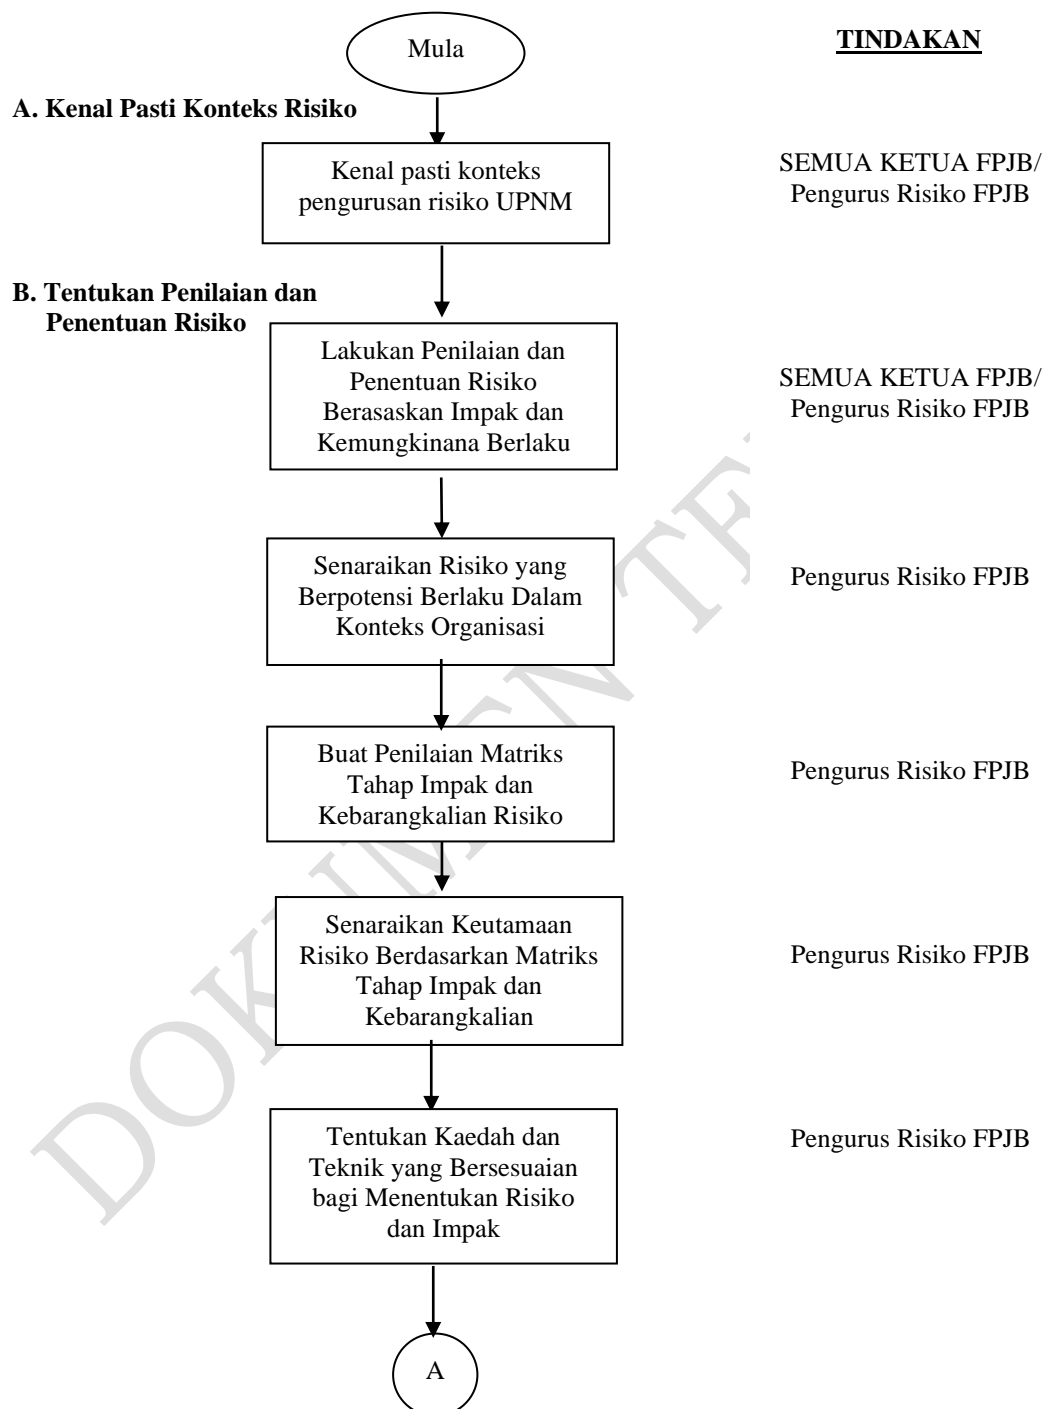 Mula
TINDAKAN
A. Kenal Pasti Konteks Risiko
Kenal pasti konteks
pengurusan risiko UPNM
SEMUA KETUA FPJB/
Pengurus Risiko FPJB
B. Tentukan Penilaian dan
Penentuan Risiko
Lakukan Penilaian dan
Penentuan Risiko
Berasaskan Impak dan
Kemungkinana Berlaku
SEMUA KETUA FPJB/
Pengurus Risiko FPJB
Senaraikan Risiko yang
Berpotensi Berlaku Dalam
Konteks Organisasi
Pengurus Risiko FPJB
Buat Penilaian Matriks
Tahap Impak dan
Kebarangkalian Risiko
Pengurus Risiko FPJB
Senaraikan Keutamaan
Risiko Berdasarkan Matriks
Tahap Impak dan
Kebarangkalian
Pengurus Risiko FPJB
Tentukan Kaedah dan
Teknik yang Bersesuaian
bagi Menentukan Risiko
dan Impak
Pengurus Risiko FPJB
A
DOKUMEN